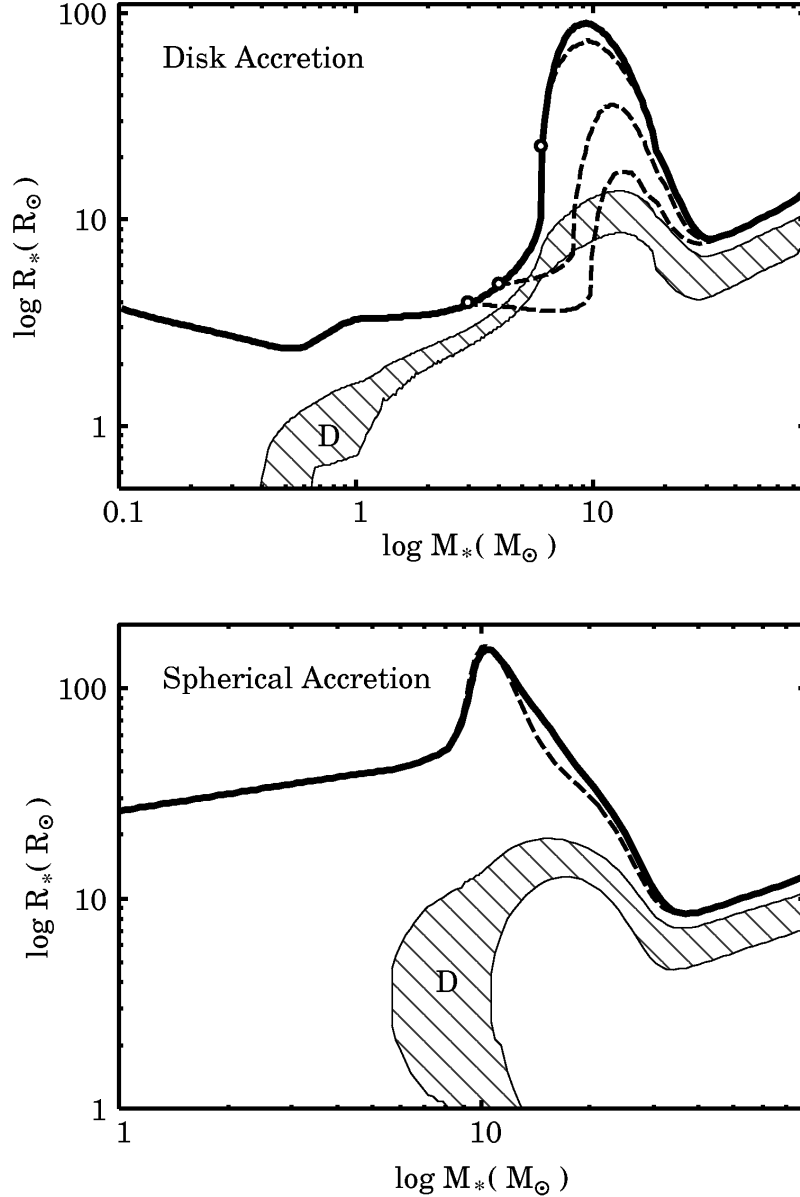 100
Disk Accretion
log R*( R☉ )
10
1
D
0.1
1
10
log M*( M☉ )
Spherical Accretion
100
log R*( R☉ )
10
D
1
1
10
log M*( M☉ )